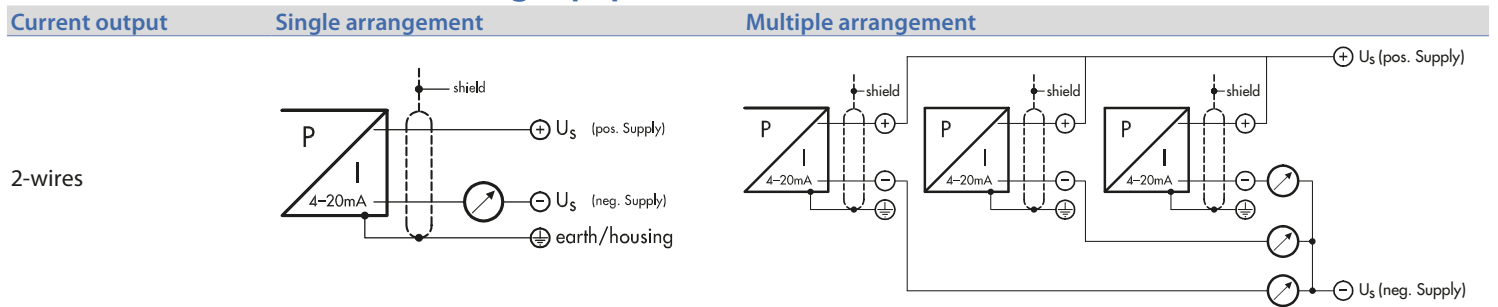 Current output Single arrangement Multiple arrangement
2-wires
shield
P
I
4–20mA
+ Us (pos. Supply)
− Us (neg. Supply)
earth/housing
+ Us (pos. Supply)
shield
shield
shield
P
I
4–20mA
+
−
P
I
4–20mA
+
−
P
I
4–20mA
+
−
− Us (neg. Supply)